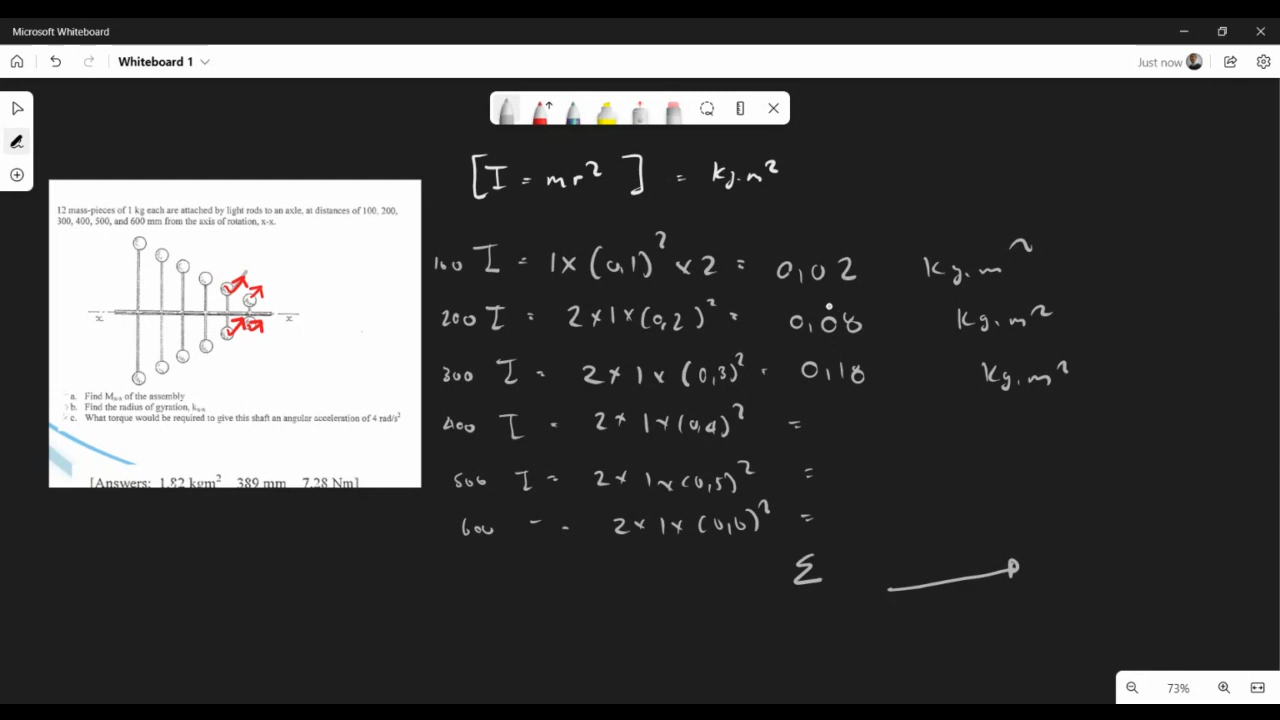 Microsoft Whiteboard
Whiteboard 1
Just now
[I = mr²] = kg.m²
12 mass-pieces of 1 kg each are attached by light rods to an axle, at distances of 100, 200,
300, 400, 500, and 600 mm from the axis of rotation, x-x.
x x
a. Find Mx-x of the assembly
b. Find the radius of gyration, kx-x
c. What torque would be required to give this shaft an angular acceleration of 4 rad/s²
[Answers: 1.82 kgm² 389 mm 7.28 Nm]
100 I = 1 x (0,1)² x 2 = 0,02 kg.m²
200 I = 2 x 1 x (0,2)² = 0,08 kg.m²
300 I = 2 x 1 x (0,3)² = 0,18 kg.m²
400 I = 2 x 1 x (0,4)² =
500 I = 2 x 1 x (0,5)² =
600 - = 2 x 1 x (0,6)² =
Σ
73%